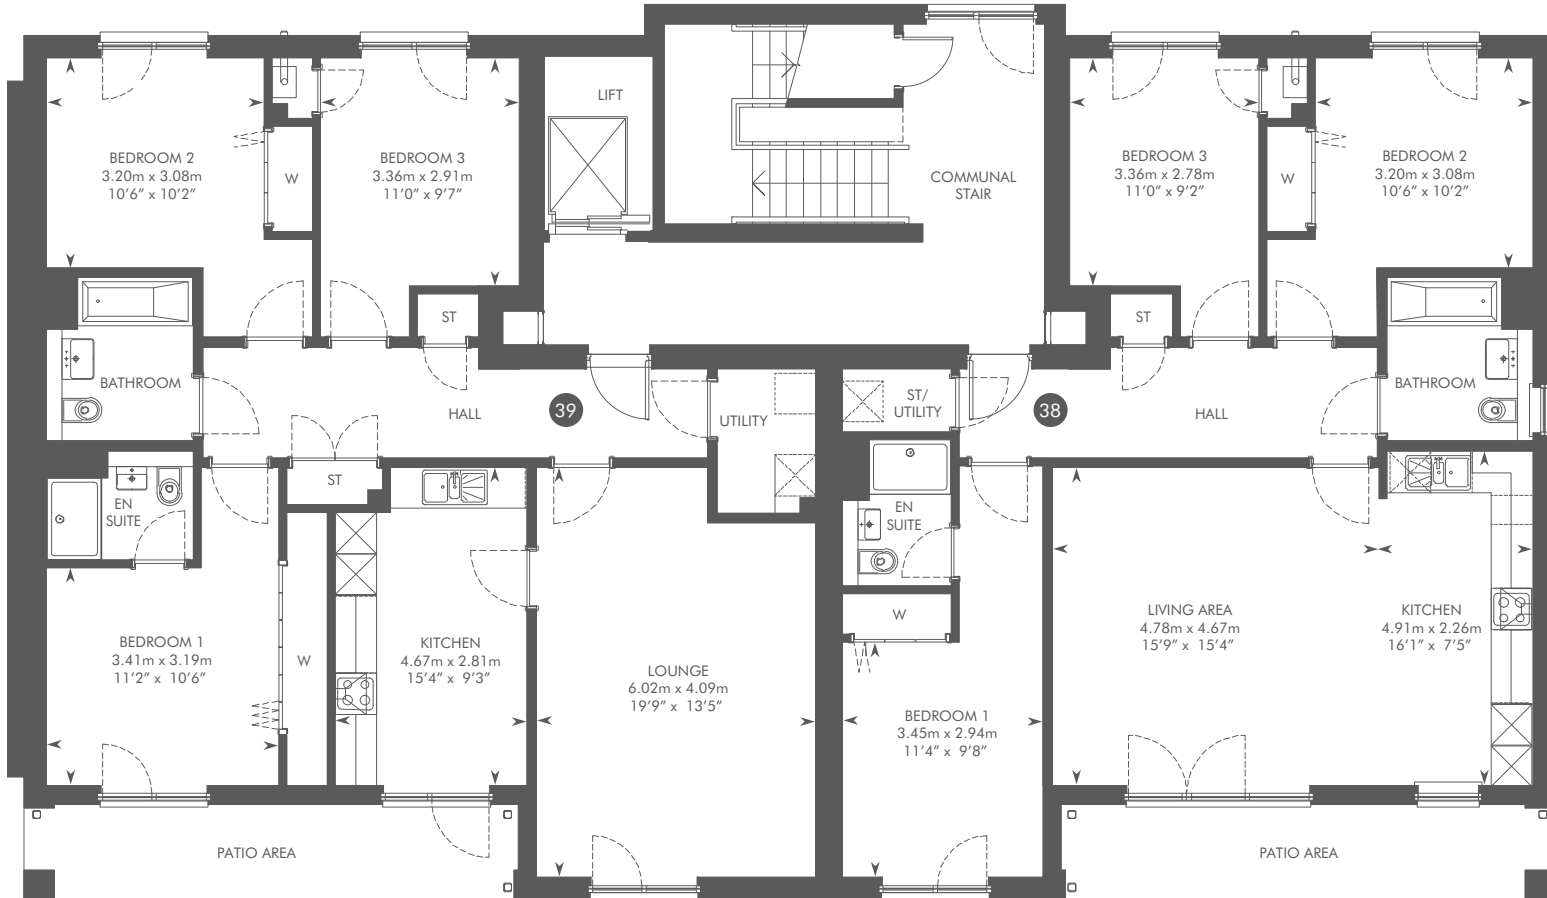 BEDROOM 2
3.20m x 3.08m
10'6” x 10'2”
W
BEDROOM 3
3.36m x 2.91m
11'0” x 9'7”
LIFT
COMMUNAL
STAIR
BEDROOM 3
3.36m x 2.78m
11'0” x 9'2”
W
BEDROOM 2
3.20m x 3.08m
10'6” x 10'2”
ST
ST
BATHROOM
HALL
39
UTILITY
ST/
UTILITY
38
HALL
BATHROOM
EN
SUITE
ST
EN
SUITE
BEDROOM 1
3.41m x 3.19m
11'2” x 10'6”
W
KITCHEN
4.67m x 2.81m
15'4” x 9'3”
LOUNGE
6.02m x 4.09m
19'9” x 13'5”
W
BEDROOM 1
3.45m x 2.94m
11'4” x 9'8”
LIVING AREA
4.78m x 4.67m
15'9” x 15'4”
KITCHEN
4.91m x 2.26m
16'1” x 7'5”
PATIO AREA
PATIO AREA